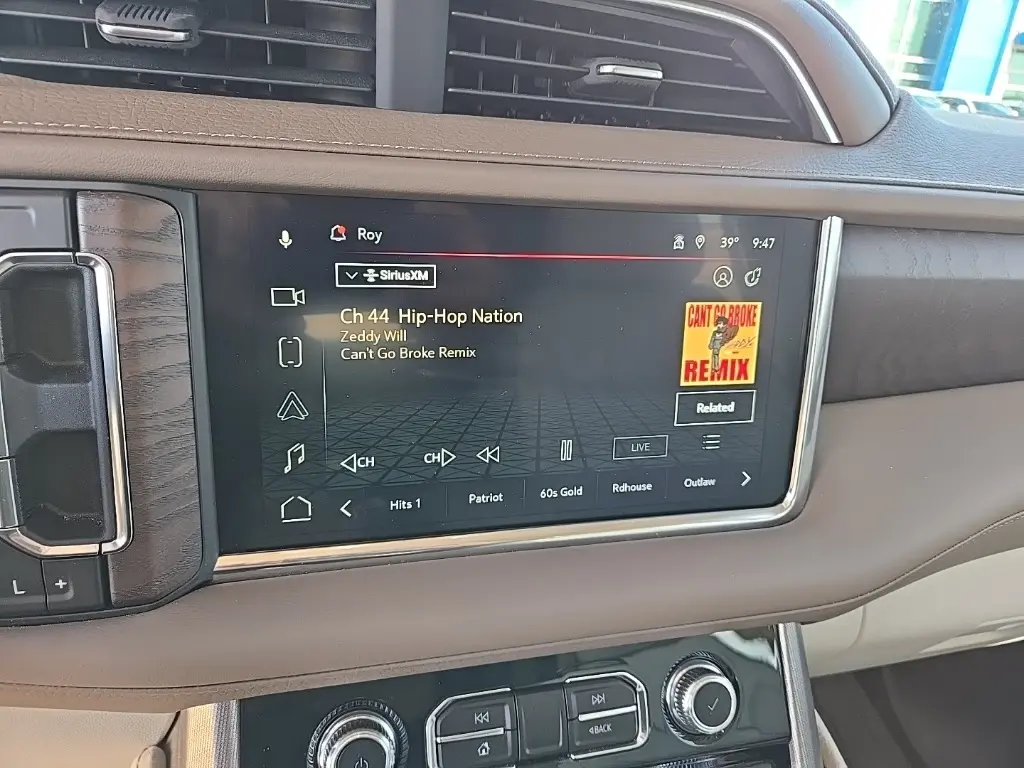 Roy
39° 9:47
SiriusXM
Ch 44 Hip-Hop Nation
Zeddy Will
Can't Go Broke Remix
CANT GO BROKE
REMIX
Related
CH
CH
LIVE
Hits 1
Patriot
60s Gold
Rdhouse
Outlaw
L +
BACK